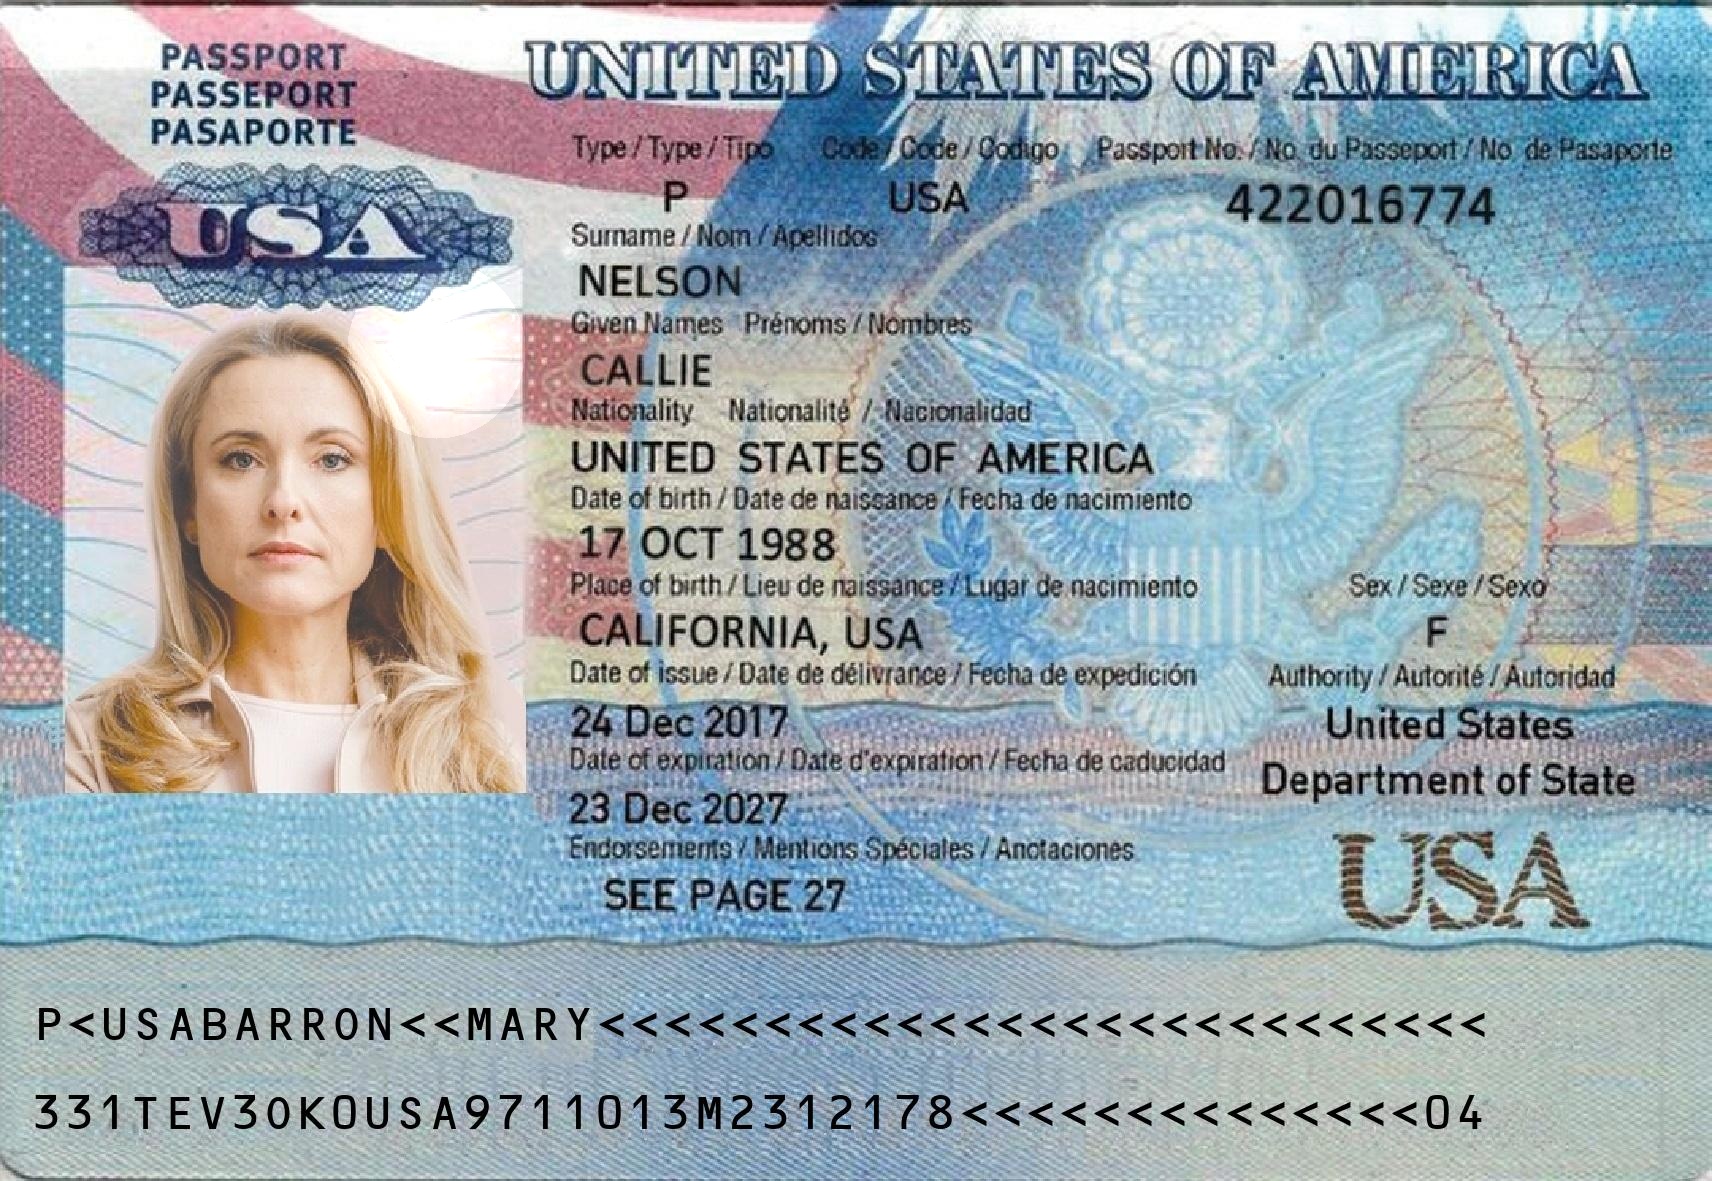 PASSPORT
PASSEPORT
PASAPORTE
USA
UNITED STATES OF AMERICA
Type / Type / Tipo Code / Code / Codigo Passport No. / No. du Passeport / No de Pasaporte
P USA 422016774
Surname / Nom / Apellidos
NELSON
Given Names Prénoms / Nombres
CALLIE
Nationality Nationalité / Nacionalidad
UNITED STATES OF AMERICA
Date of birth / Date de naissance / Fecha de nacimiento
17 OCT 1988
Place of birth / Lieu de naissance / Lugar de nacimiento Sex / Sexe / Sexo
CALIFORNIA, USA F
Date of issue / Date de délivrance / Fecha de expedición Authority / Autorité / Autoridad
24 Dec 2017 United States
Date of expiration / Date d'expiration / Fecha de caducidad Department of State
23 Dec 2027
Endorsements / Mentions Spéciales / Anotaciones
SEE PAGE 27 USA
P<USABARRON<<MARY<<<<<<<<<<<<<<<<<<<<<<<<<<<
331TEV30K0USA9711013M2312178<<<<<<<<<<<<<<04